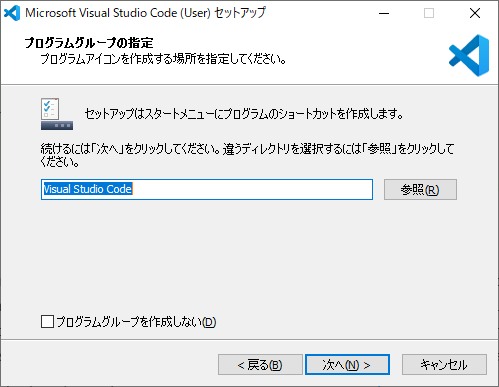 Microsoft Visual Studio Code (User) セットアップ
プログラムグループの指定
プログラムアイコンを作成する場所を指定してください。
セットアップはスタートメニューにプログラムのショートカットを作成します。
続けるには「次へ」をクリックしてください。違うディレクトリを選択するには「参照」をクリックして
ください。
Visual Studio Code
参照(R)
プログラムグループを作成しない(D)
< 戻る(B)
次へ(N) >
キャンセル